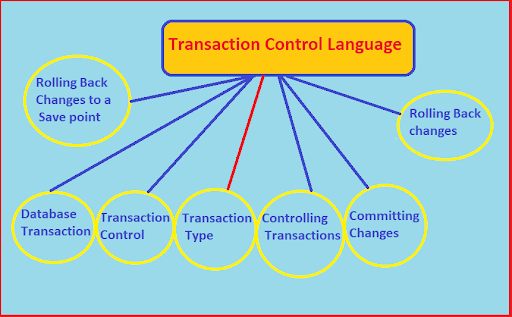 Transaction Control Language
Rolling Back
Changes to a
Save point
Rolling Back
changes
Database
Transaction
Transaction
Control
Transaction
Type
Controlling
Transactions
Committing
Changes